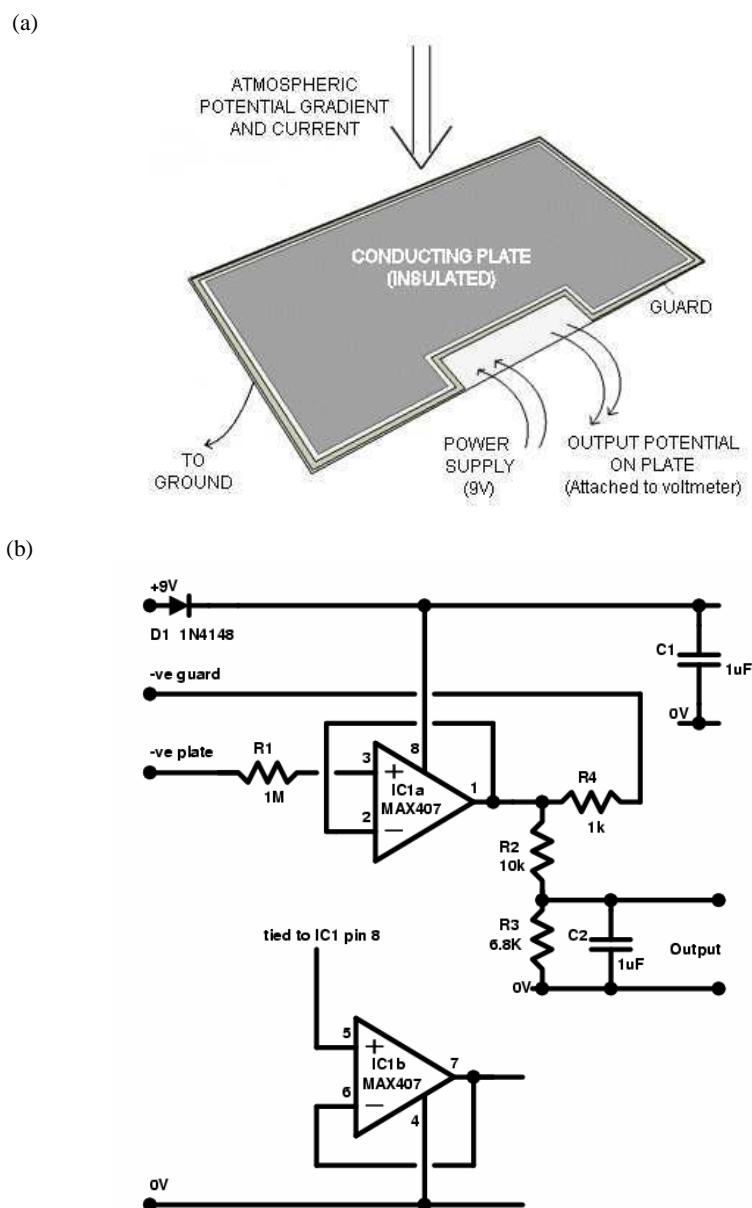 (a)
ATMOSPHERIC
POTENTIAL GRADIENT
AND CURRENT
CONDUCTING PLATE
(INSULATED)
GUARD
TO
GROUND
POWER
SUPPLY
(9V)
OUTPUT POTENTIAL
ON PLATE
(Attached to voltmeter)
(b)
+9V
D1 1N4148
C1
1uF
0V
-ve guard
-ve plate
R1
1M
3
+
8
IC1a
MAX407
2
−
1
R4
1k
R2
10k
R3
6.8K
C2
1uF
Output
0V
tied to IC1 pin 8
5
+
IC1b
MAX407
6
−
7
4
0V